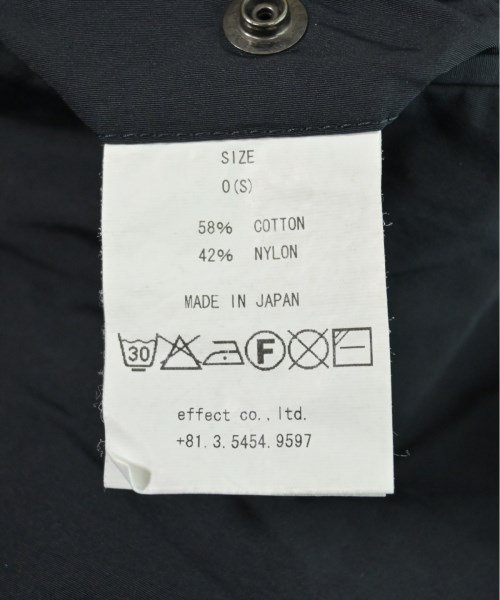 SIZE
0(S)
58% COTTON
42% NYLON
MADE IN JAPAN
30 F
effect co.,ltd.
+81.3.5454.9597